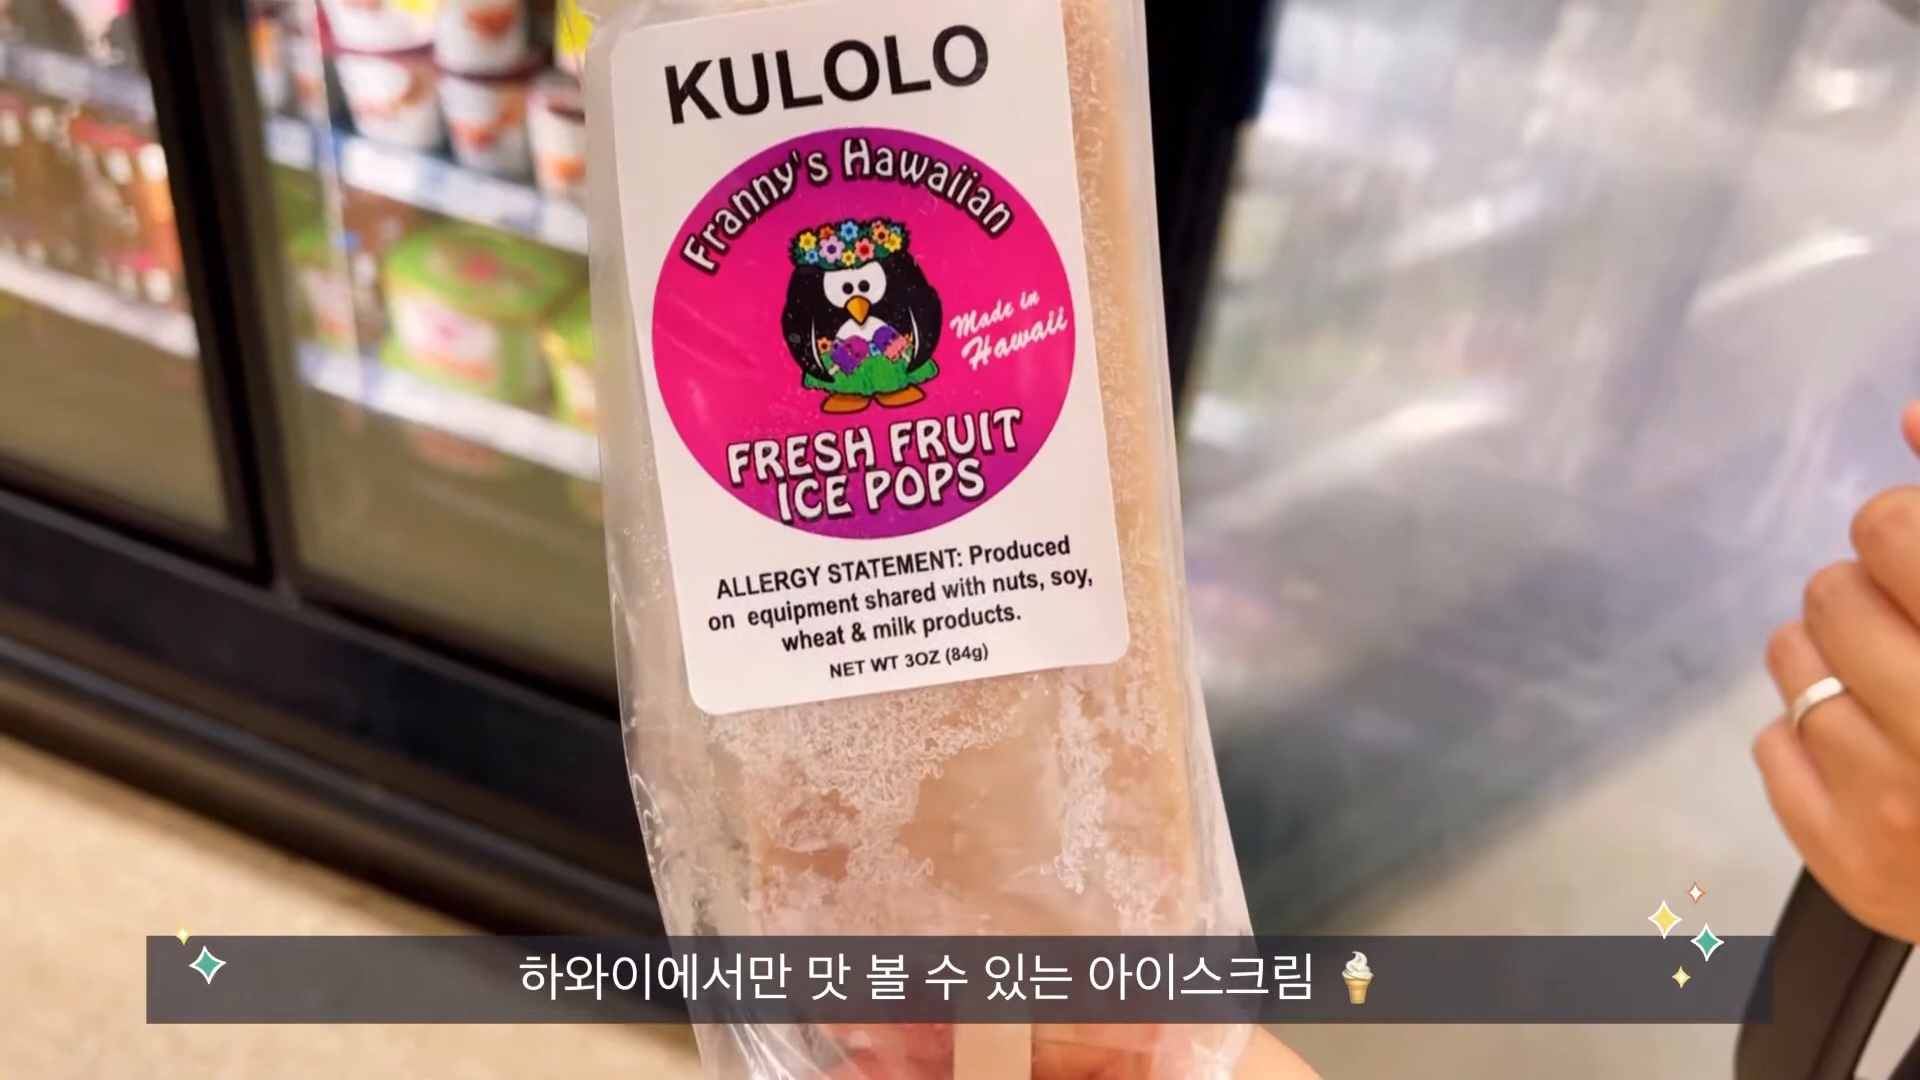 KULOLO
Franny's Hawaiian
Made in
Hawaii
FRESH FRUIT
ICE POPS
ALLERGY STATEMENT: Produced
on equipment shared with nuts, soy,
wheat & milk products.
NET WT 3OZ (84g)
하와이에서만 맛 볼 수 있는 아이스크림 🍦